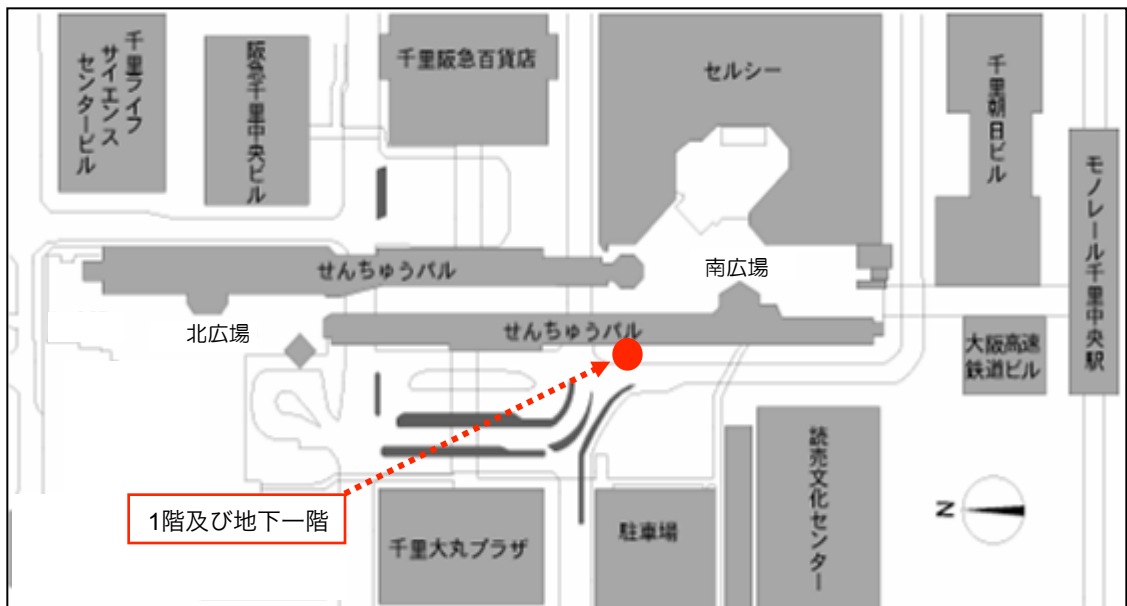 千里ライフ
サイエンス
センタービル
阪急千里中央ビル
千里阪急百貨店
セルシー
千里朝日ビル
モノレール千里中央駅
せんちゅうパル
南広場
北広場
せんちゅうパル
大阪高速
鉄道ビル
読売文化センター
1階及び地下一階
千里大丸プラザ
駐車場
N